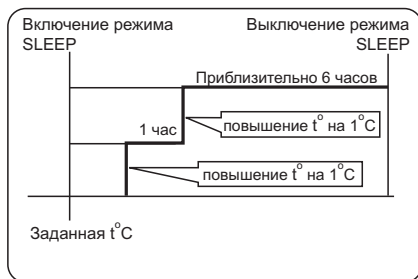 Включение режима
SLEEP
Выключение режима
SLEEP
Приблизительно 6 часов
1 час
повышение t° на 1°C
повышение t° на 1°C
Заданная t°C